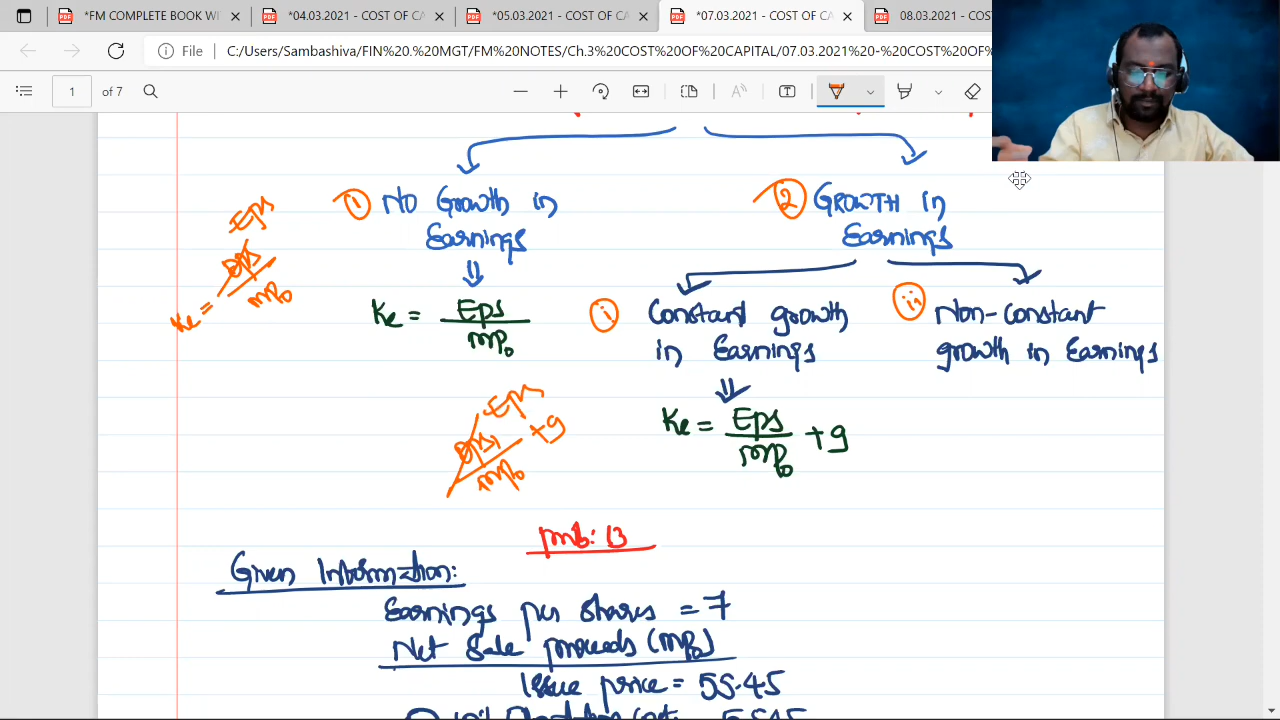 *FM COMPLETE BOOK WI
*04.03.2021 - COST OF CA
*05.03.2021 - COST OF CA
*07.03.2021 - COST OF CA
08.03.2021 - COS
File
C:/Users/Sambashiva/FIN%20.%20MGT/FM%20NOTES/Ch.3%20COST%20OF%20CAPITAL/07.03.2021%20-%20COST%20OF%
1 of 7
① No Growth in Earnings
Ke = Eps / MP₀
② GROWTH in Earnings
i Constant growth in Earnings
Ke = Eps / MP₀ + g
ii Non-Constant growth in Earnings
Ke = DPS Eps / MP₀
DPS₁ Eps / MP₀ + g
Prob: 13
Given Information:
Earnings per shares = 7
Net Sale proceeds (MP₀)
Issue price = 55.45